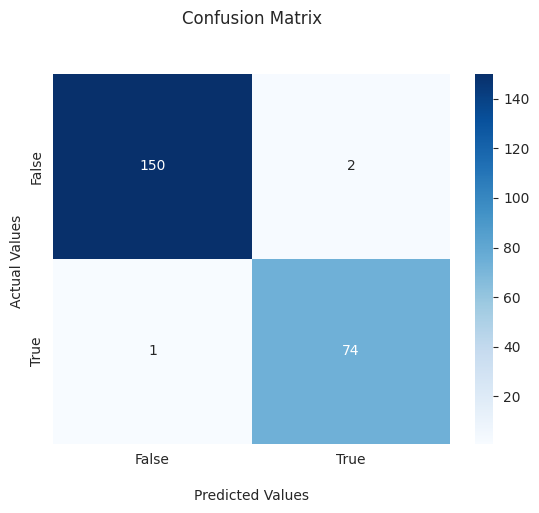 Confusion Matrix
Actual Values
False
True
150
2
1
74
False
True
Predicted Values
140
120
100
80
60
40
20